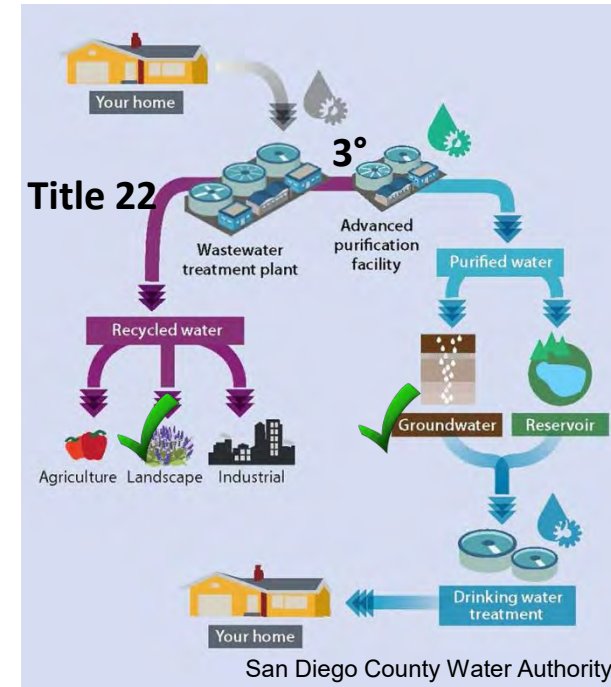 Your home
3°
Title 22
Wastewater
treatment plant
Advanced
purification
facility
Purified water
Recycled water
Agriculture
Landscape
Industrial
Groundwater
Reservoir
Drinking water
treatment
Your home
San Diego County Water Authority